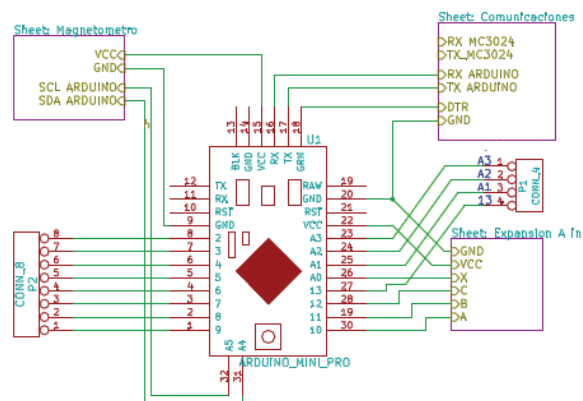 Sheet: Magnetometro
VCC
GND
SCL ARDUINO
SDA ARDUINO
Sheet: Comunicaciones
RX MC3024
TX_MC3024
RX ARDUINO
TX ARDUINO
DTR
GND
13 14 15 16 17 18
U1
BLK GND VCC RX TX GRN
12 TX RAW 19
11 RX GND 20
10 RST RST 21
9 GND VCC 22
8 8 2 A3 23
7 7 3 A2 24
6 6 4 A1 25
5 5 5 A0 26
4 6 6 13 27
3 3 7 12 28
2 2 8 11 29
1 1 9 10 30
CONN_8
P2
A5 A4
32 31
ARDUINO_MINI_PRO
A3 1
A2 2
A1 3
13 4
P1
CONN_4
Sheet: Expansion A in
GND
VCC
X
C
B
A